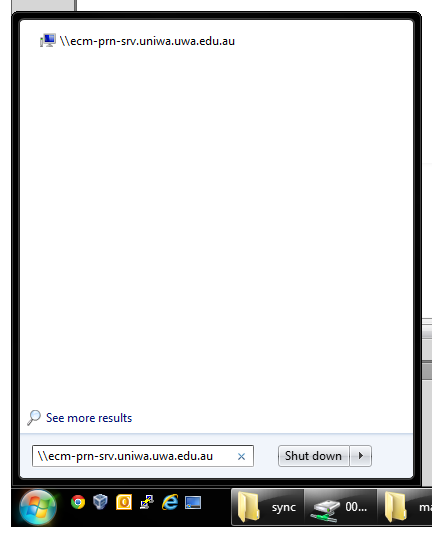 \\ecm-prn-srv.uniwa.uwa.edu.au
See more results
\\ecm-prn-srv.uniwa.uwa.edu.au
Shut down
sync
00...
ma